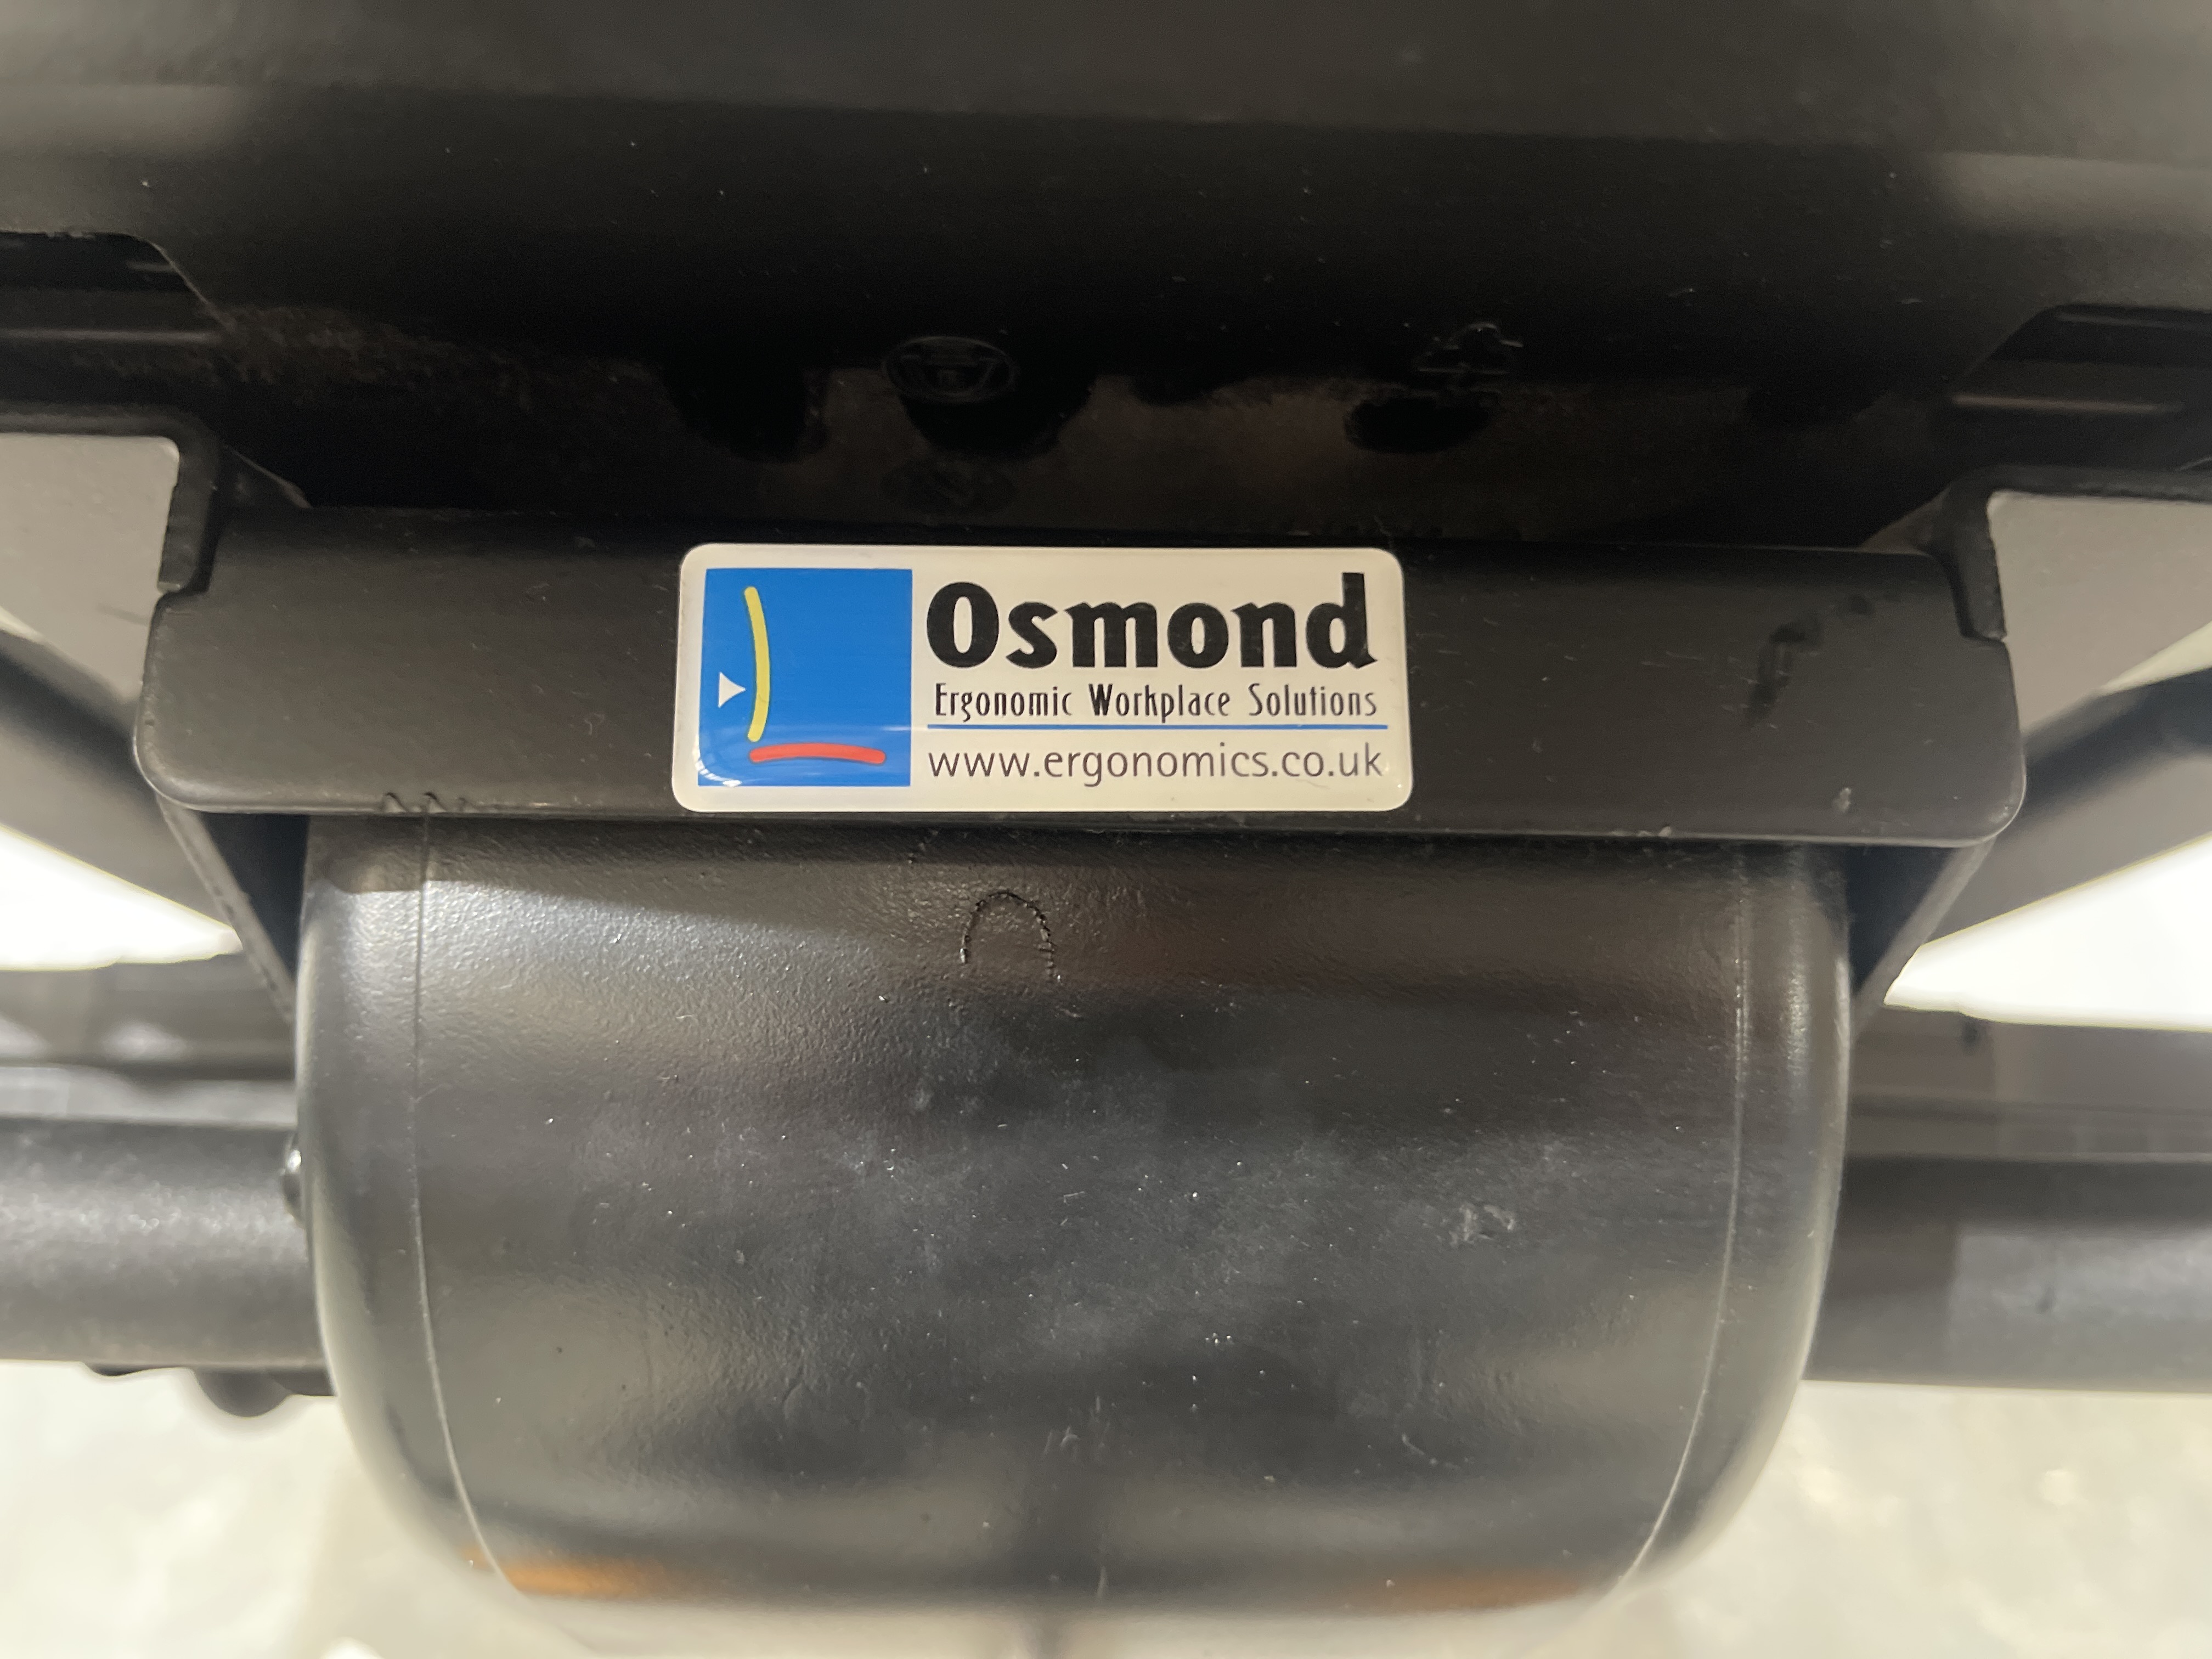 Osmond
Ergonomic Workplace Solutions
www.ergonomics.co.uk